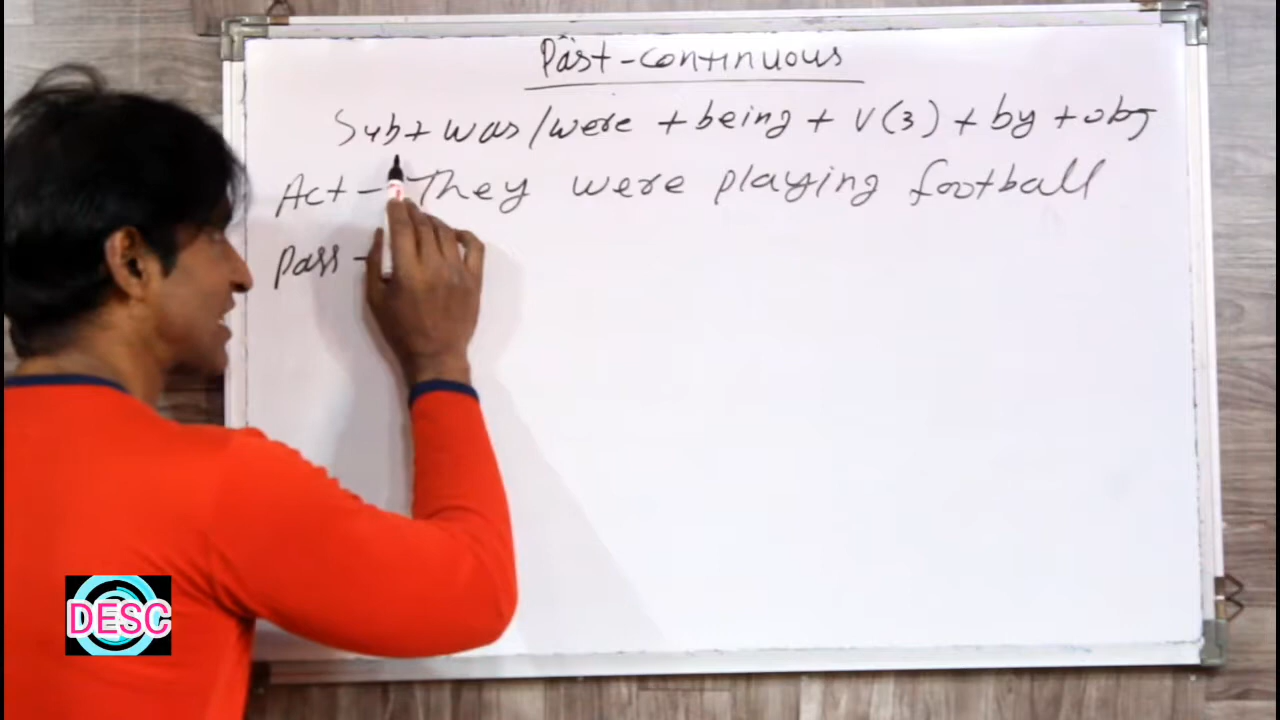 Past-continuous
Sub+ was/were + being + V(3) + by + obj
Act - They were playing football
Pass -
DESC